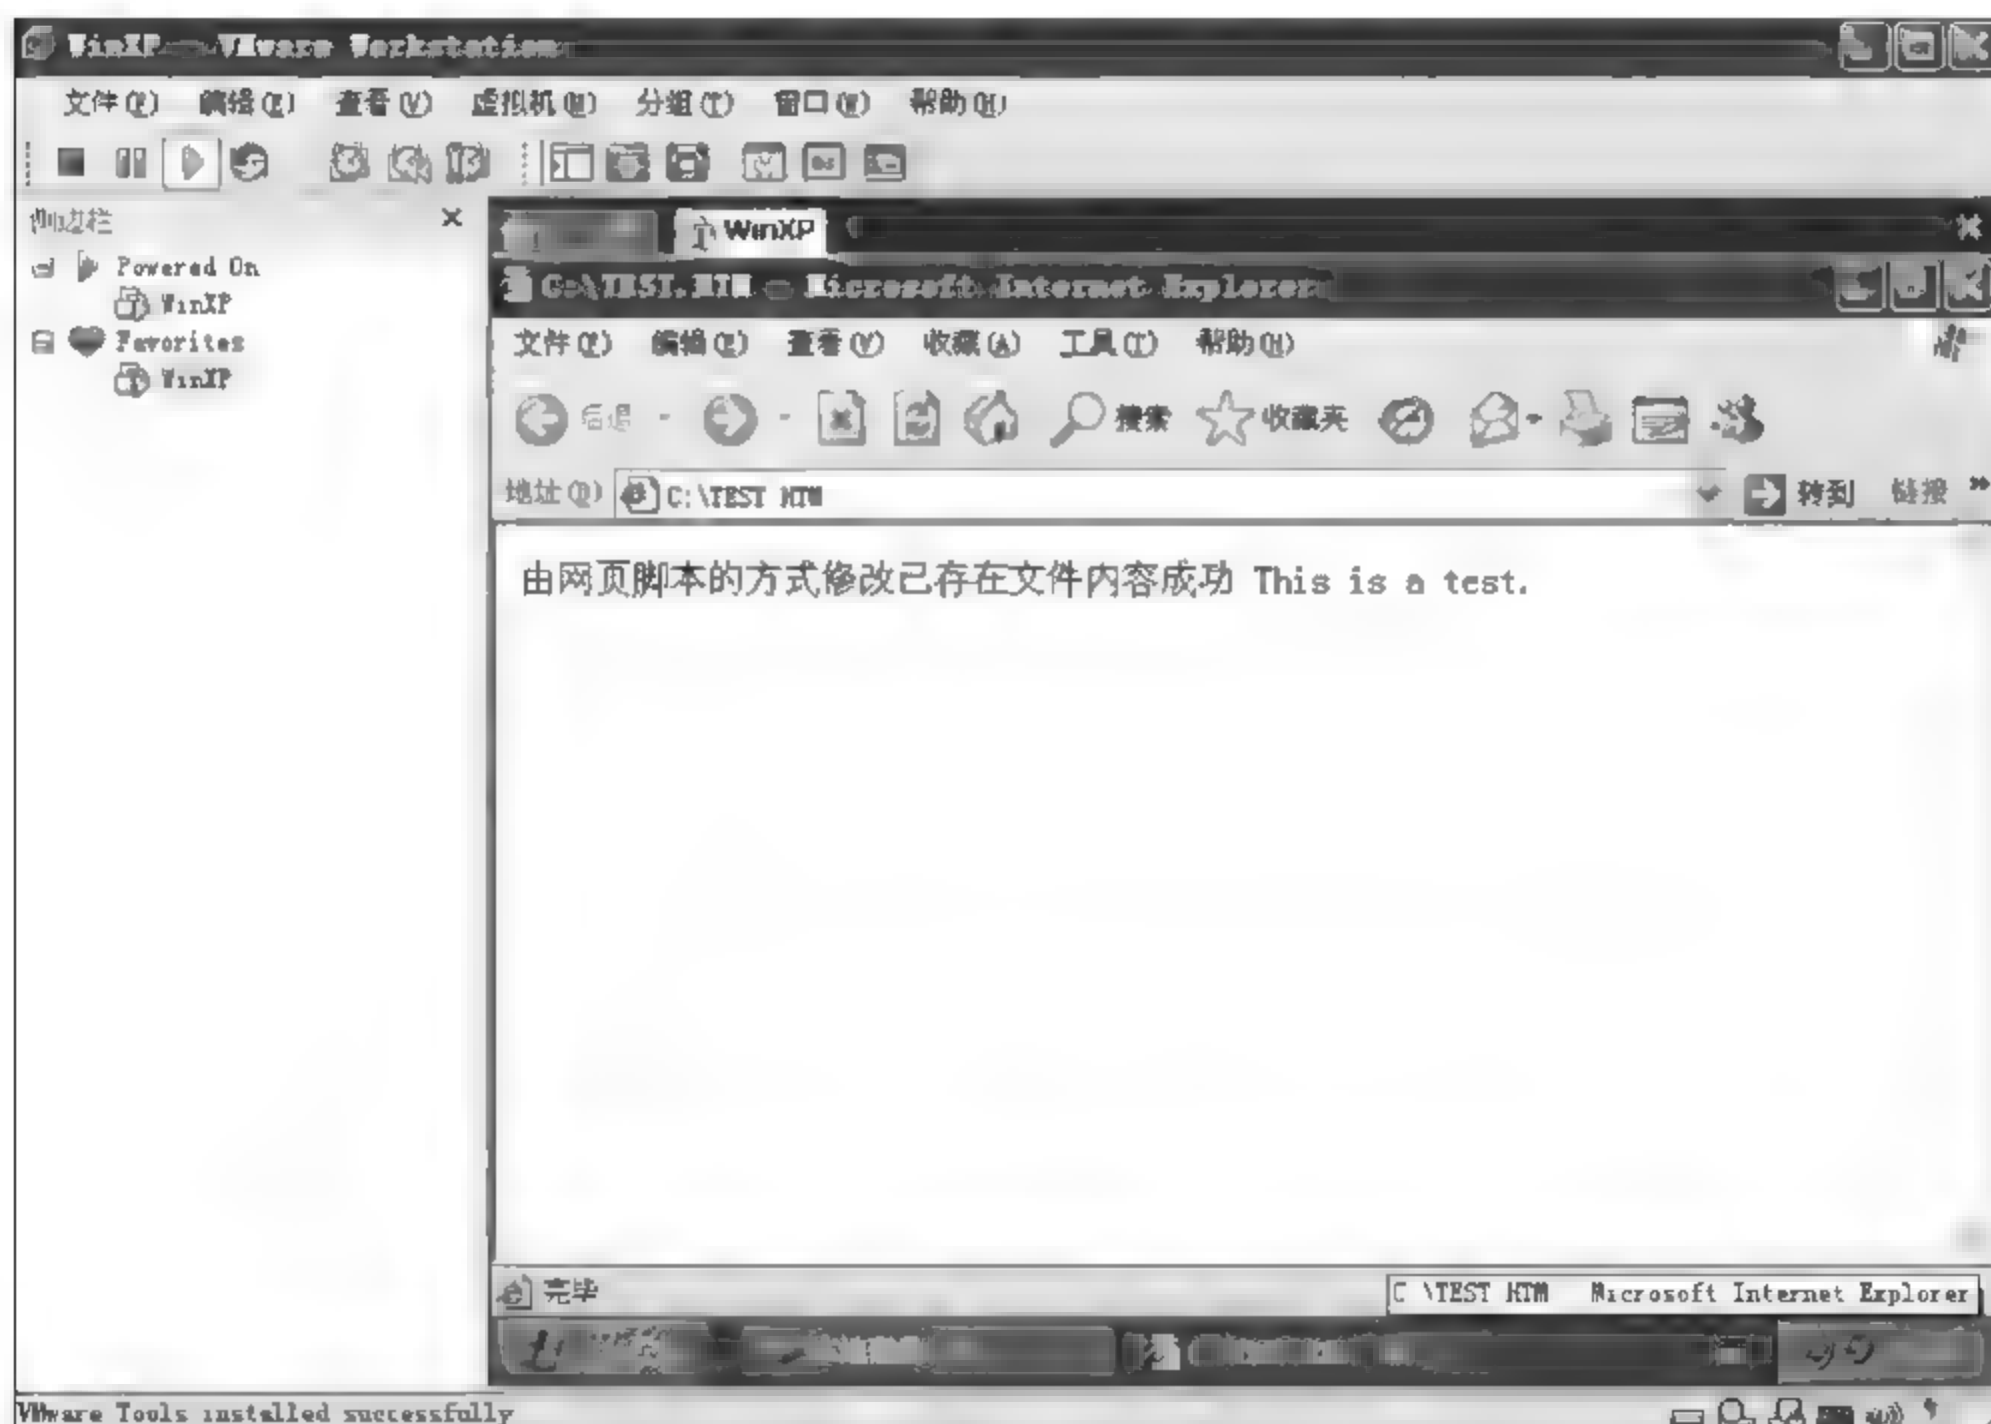 WinXP - VMware Workstation
文件(F) 编辑(E) 查看(V) 虚拟机(M) 分组(T) 窗口(W) 帮助(H)
侧边栏
Powered On
WinXP
Favorites
WinXP
WinXP
C:\TEST.HTM - Microsoft Internet Explorer
文件(F) 编辑(E) 查看(V) 收藏(A) 工具(T) 帮助(H)
后退 搜索 收藏夹
地址(D) C:\TEST HTM 转到 链接 »
由网页脚本的方式修改已存在文件内容成功 This is a test.
完毕
C \TEST HTM Microsoft Internet Explorer
VMware Tools installed successfully